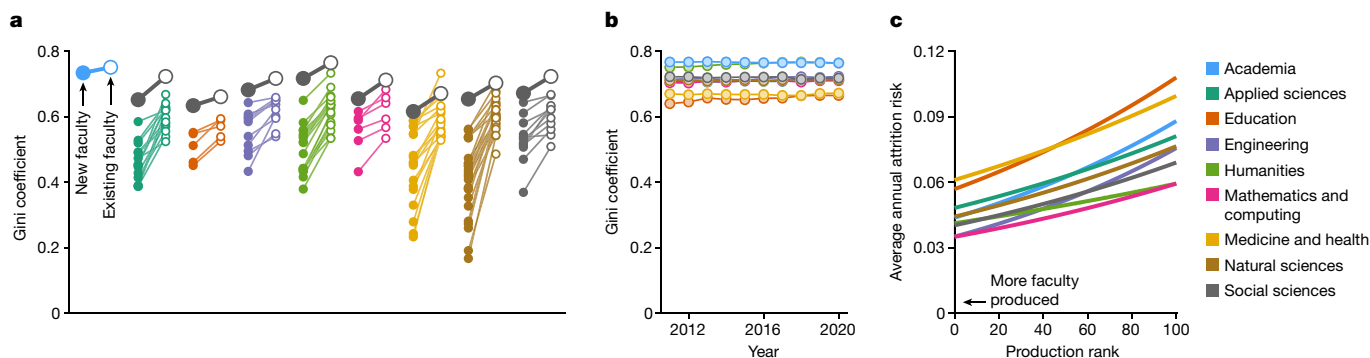 a
0.8
0.6
0.4
0.2
0
Gini coefficient
New faculty
Existing faculty
b
0.8
0.6
0.4
0.2
0
Gini coefficient
2012
2016
2020
Year
c
0.12
0.09
0.06
0.03
0
Average annual attrition risk
More faculty
produced
0
20
40
60
80
100
Production rank
Academia
Applied sciences
Education
Engineering
Humanities
Mathematics and
computing
Medicine and health
Natural sciences
Social sciences